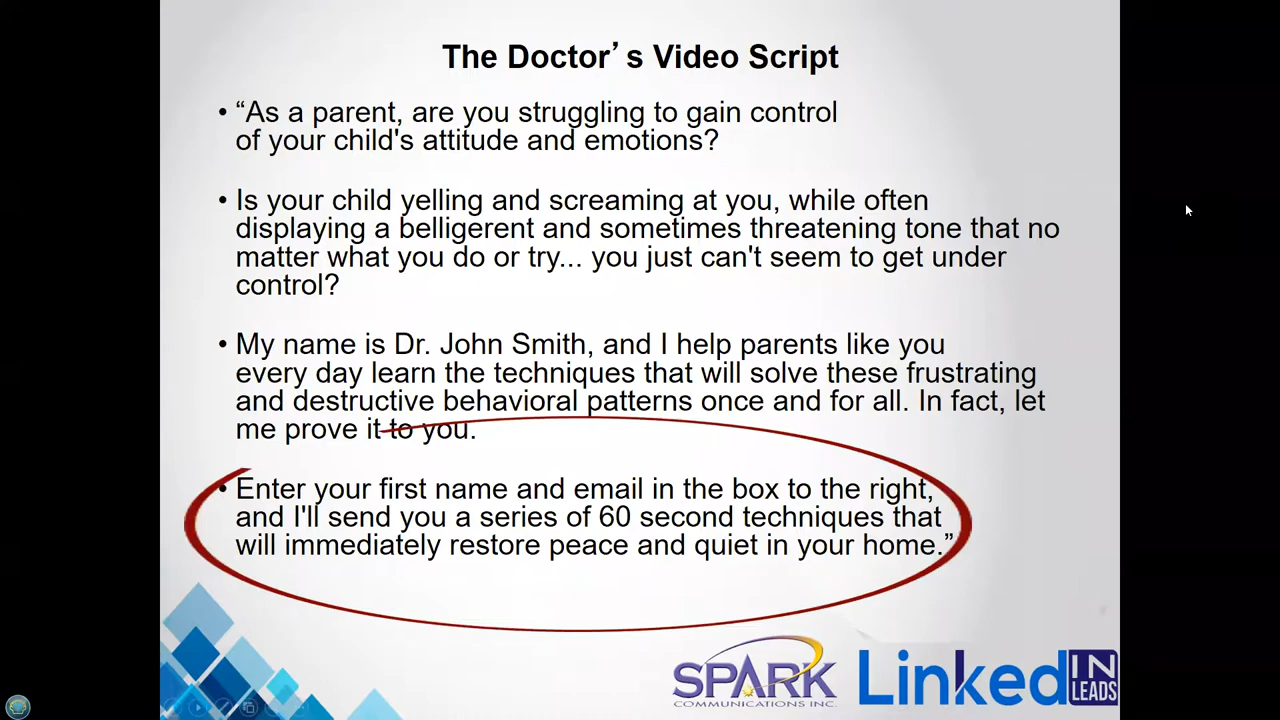 The Doctor’s Video Script
• “As a parent, are you struggling to gain control
of your child's attitude and emotions?
• Is your child yelling and screaming at you, while often
displaying a belligerent and sometimes threatening tone that no
matter what you do or try... you just can't seem to get under
control?
• My name is Dr. John Smith, and I help parents like you
every day learn the techniques that will solve these frustrating
and destructive behavioral patterns once and for all. In fact, let
me prove it to you.
• Enter your first name and email in the box to the right,
and I'll send you a series of 60 second techniques that
will immediately restore peace and quiet in your home.”
SPARK
COMMUNICATIONS INC.
Linked IN
LEADS